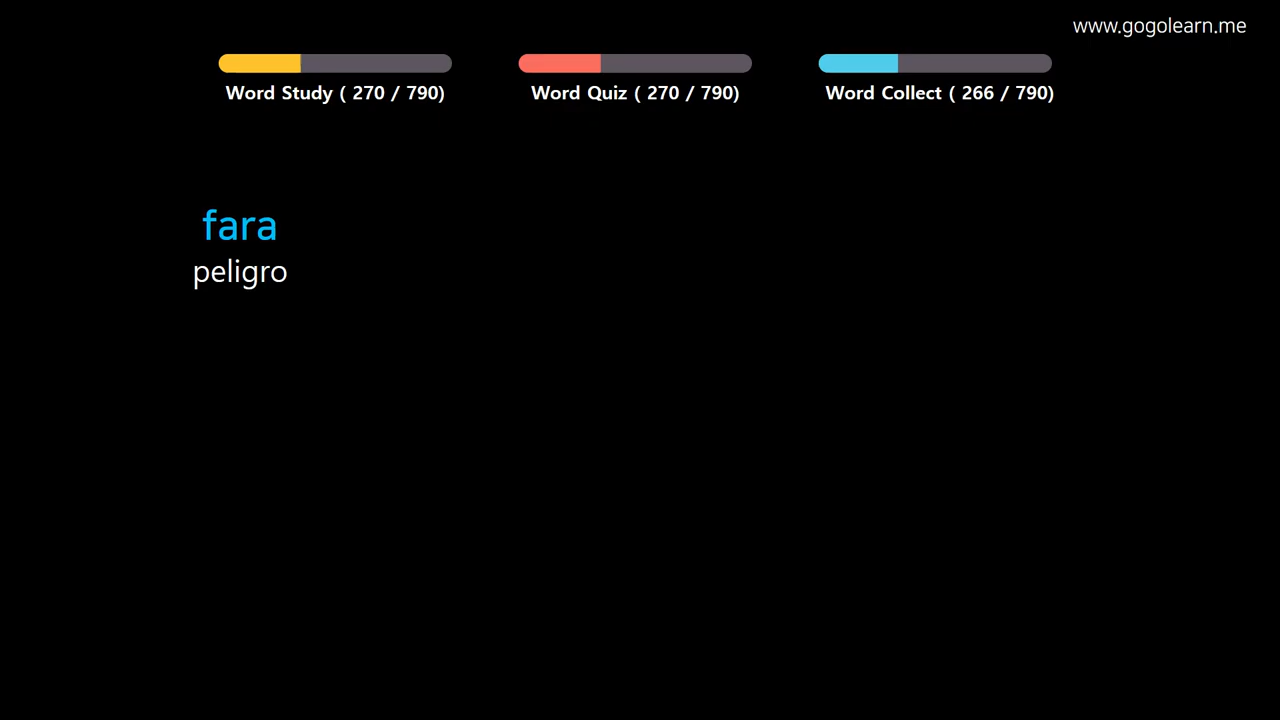 www.gogolearn.me
Word Study ( 270 / 790)
Word Quiz ( 270 / 790)
Word Collect ( 266 / 790)
fara
peligro